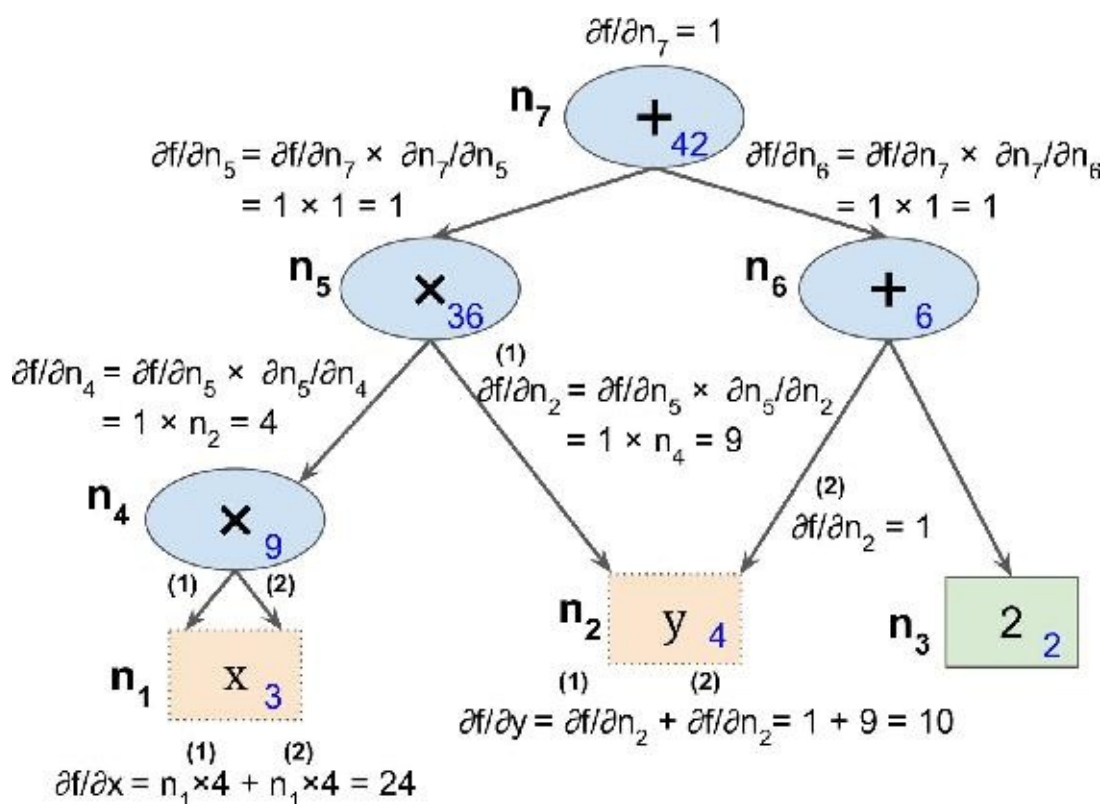 ∂f/∂n₇ = 1
n₇
+
42
∂f/∂n₅ = ∂f/∂n₇ × ∂n₇/∂n₅
= 1 × 1 = 1
∂f/∂n₆ = ∂f/∂n₇ × ∂n₇/∂n₆
= 1 × 1 = 1
n₅
×
36
n₆
+
6
∂f/∂n₄ = ∂f/∂n₅ × ∂n₅/∂n₄
= 1 × n₂ = 4
(1)
∂f/∂n₂ = ∂f/∂n₅ × ∂n₅/∂n₂
= 1 × n₄ = 9
(2)
∂f/∂n₂ = 1
n₄
×
9
(1) (2)
n₁
x
3
n₂
y
4
n₃
2
2
(1) (2)
∂f/∂y = ∂f/∂n₂ + ∂f/∂n₂= 1 + 9 = 10
(1) (2)
∂f/∂x = n₁×4 + n₁×4 = 24